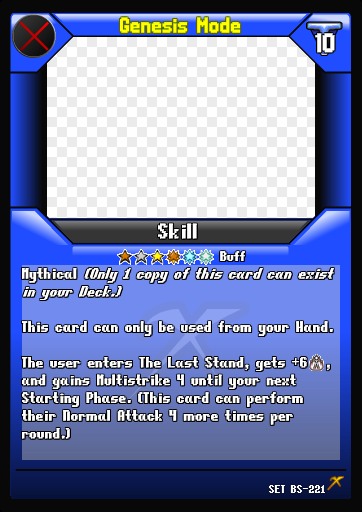 Genesis Mode
10
Skill
Buff
Mythical (Only 1 copy of this card can exist
in your Deck.)
This card can only be used from your Hand.
The user enters The Last Stand, gets +6,
and gains Multistrike 4 until your next
Starting Phase. (This card can perform
their Normal Attack 4 more times per
round.)
SET BS-221